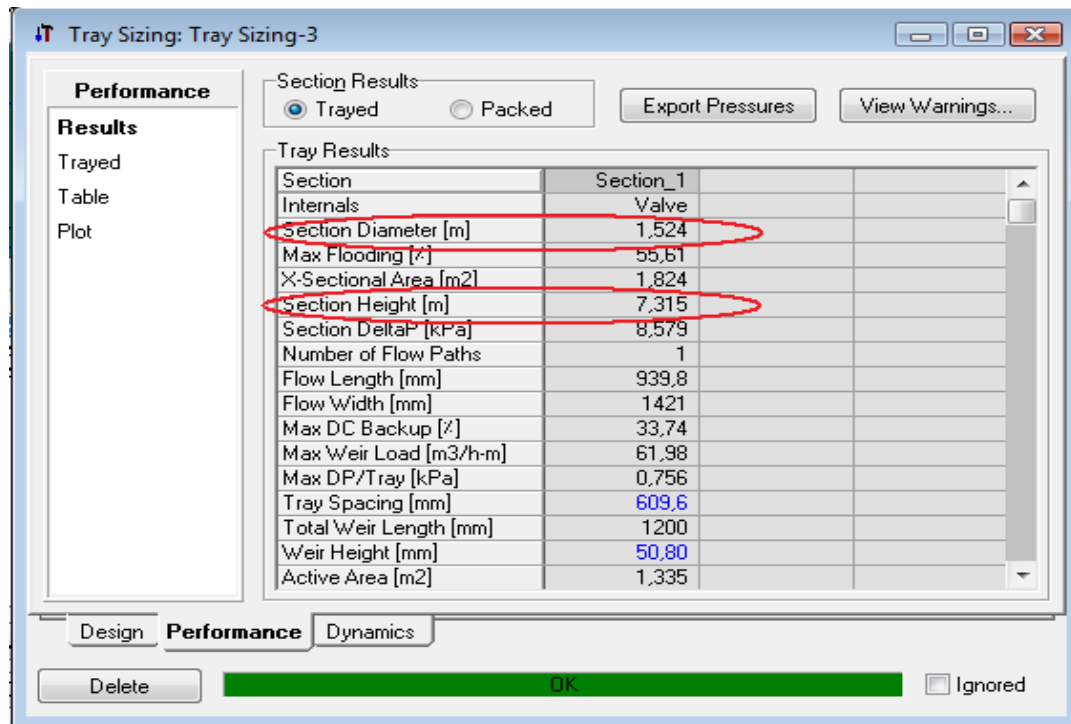 Tray Sizing: Tray Sizing-3
Performance
Results
Trayed
Table
Plot
Section Results
Trayed Packed
Export Pressures
View Warnings...
Tray Results
Section Section_1
Internals Valve
Section Diameter [m] 1,524
Max Flooding [%] 55,61
X-Sectional Area [m2] 1,824
Section Height [m] 7,315
Section DeltaP [kPa] 8,579
Number of Flow Paths 1
Flow Length [mm] 939,8
Flow Width [mm] 1421
Max DC Backup [%] 33,74
Max Weir Load [m3/h-m] 61,98
Max DP/Tray [kPa] 0,756
Tray Spacing [mm] 609,6
Total Weir Length [mm] 1200
Weir Height [mm] 50,80
Active Area [m2] 1,335
Design Performance Dynamics
Delete OK Ignored